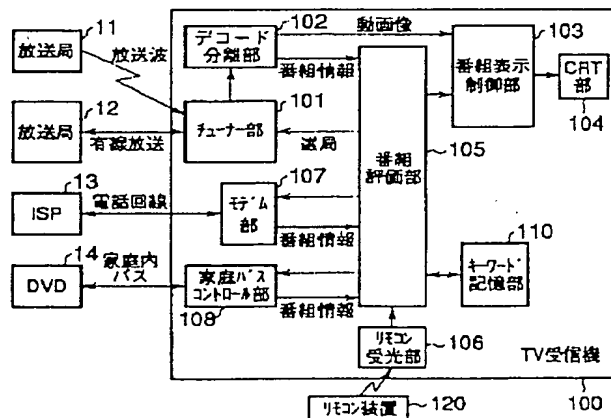 11
放送局
放送波
12
放送局
有線放送
13
ISP
電話回線
14
DVD
家庭内
バス
102
デコード
分離部
動画像
番組情報
101
チューナー部
選局
107
モデム
部
番組情報
家庭バス
コントロール部
108
番組情報
番組
評価部
105
103
番組表示
制御部
CRT
部
104
110
キーワード
記憶部
リモコン
受光部
106
TV受信機
100
リモコン装置
120